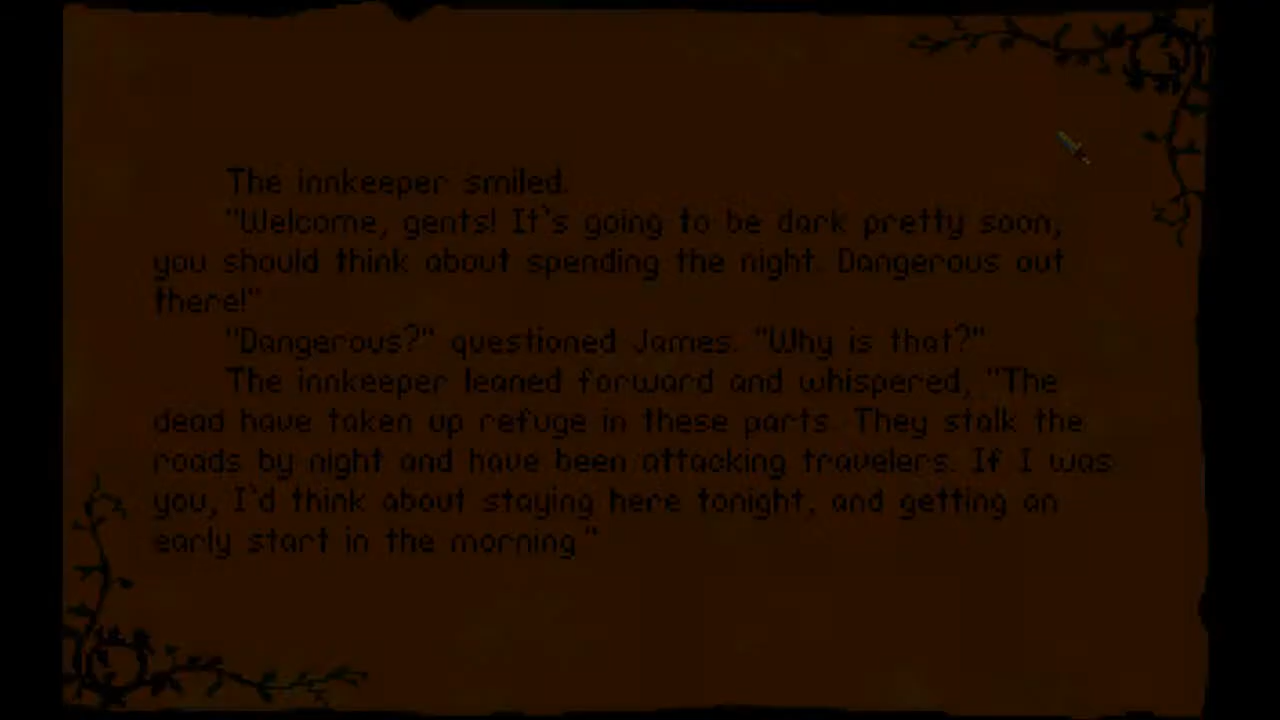 The innkeeper smiled.
"Welcome, gents! It's going to be dark pretty soon,
you should think about spending the night. Dangerous out
there!"
"Dangerous?" questioned James. "Why is that?"
The innkeeper leaned forward and whispered, "The
dead have taken up refuge in these parts. They stalk the
roads by night and have been attacking travelers. If I was
you, I'd think about staying here tonight, and getting an
early start in the morning."